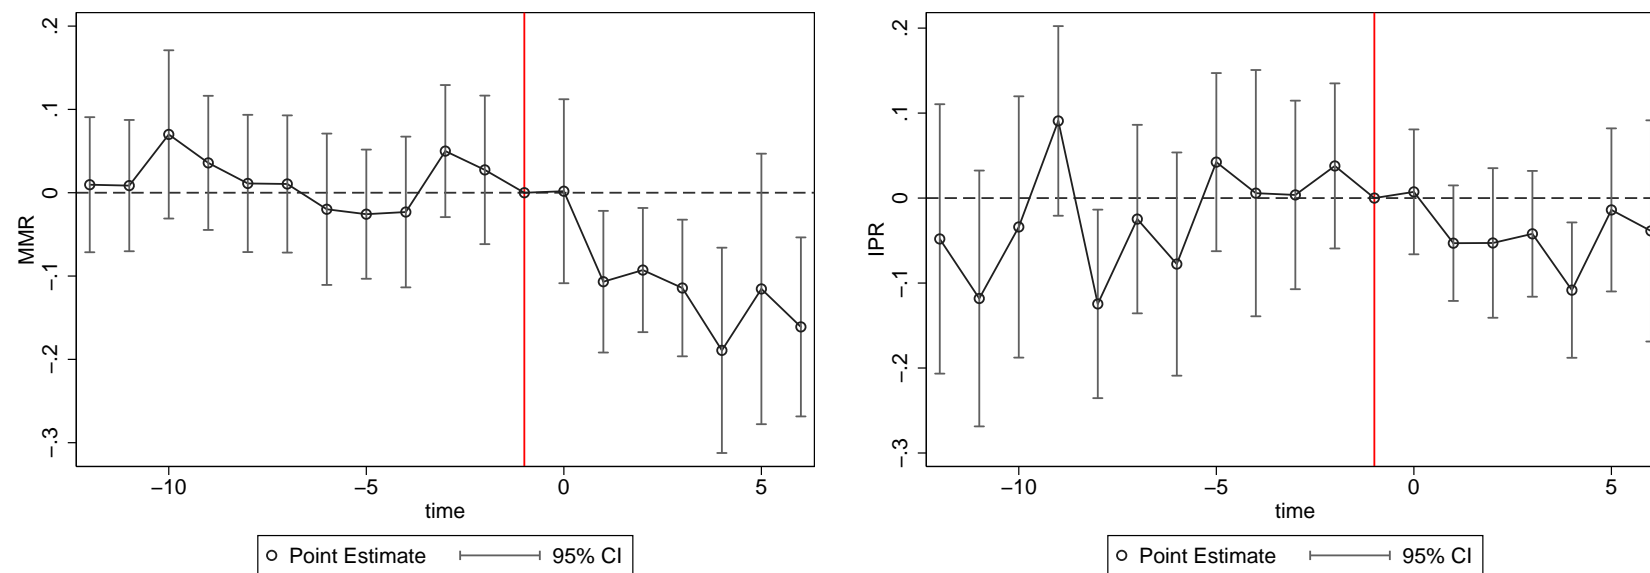 MMR
.2
.1
0
−.1
−.2
−.3
−10
−5
0
5
time
Point Estimate
95% CI
IPR
.2
.1
0
−.1
−.2
−.3
−10
−5
0
5
time
Point Estimate
95% CI